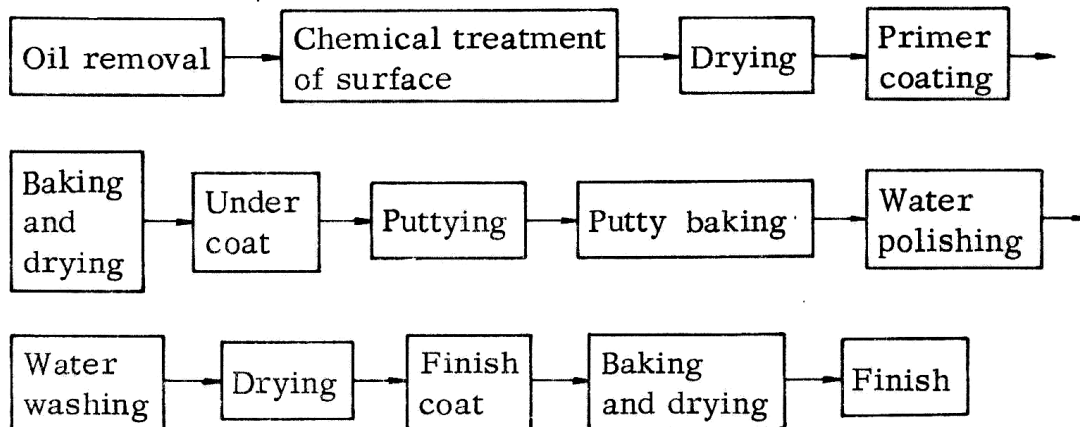 Oil removal
Chemical treatment
of surface
Drying
Primer
coating
Baking
and
drying
Under
coat
Puttying
Putty baking
Water
polishing
Water
washing
Drying
Finish
coat
Baking
and drying
Finish